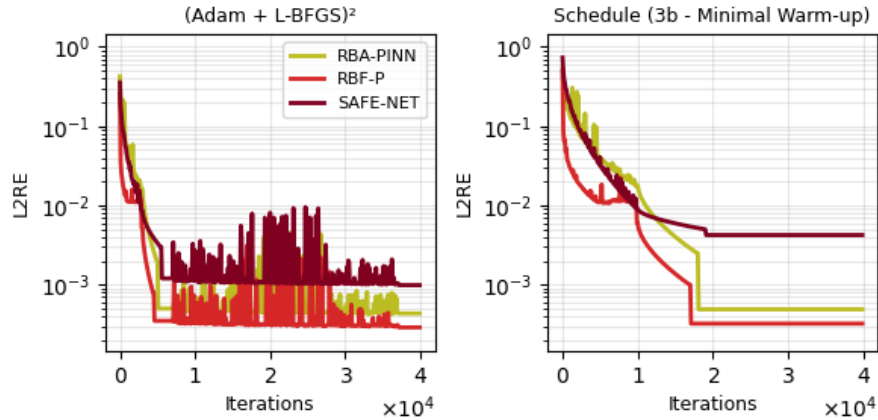 (Adam + L-BFGS)²
L2RE
10⁰
10⁻¹
10⁻²
10⁻³
RBA-PINN
RBF-P
SAFE-NET
0 1 2 3 4
Iterations
×10⁴
Schedule (3b - Minimal Warm-up)
L2RE
10⁰
10⁻¹
10⁻²
10⁻³
0 1 2 3 4
Iterations
×10⁴